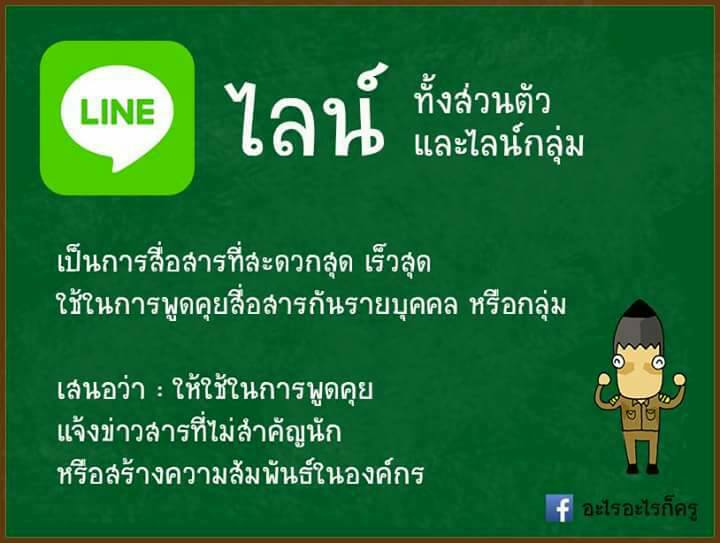 LINE
ไลน์
ทั้งส่วนตัว
และไลน์กลุ่ม
เป็นการสื่อสารที่สะดวกสุด เร็วสุด
ใช้ในการพูดคุยสื่อสารกันรายบุคคล หรือกลุ่ม
เสนอว่า : ให้ใช้ในการพูดคุย
แจ้งข่าวสารที่ไม่สำคัญนัก
หรือสร้างความสัมพันธ์ในองค์กร
f อะไรอะไรก็ครู